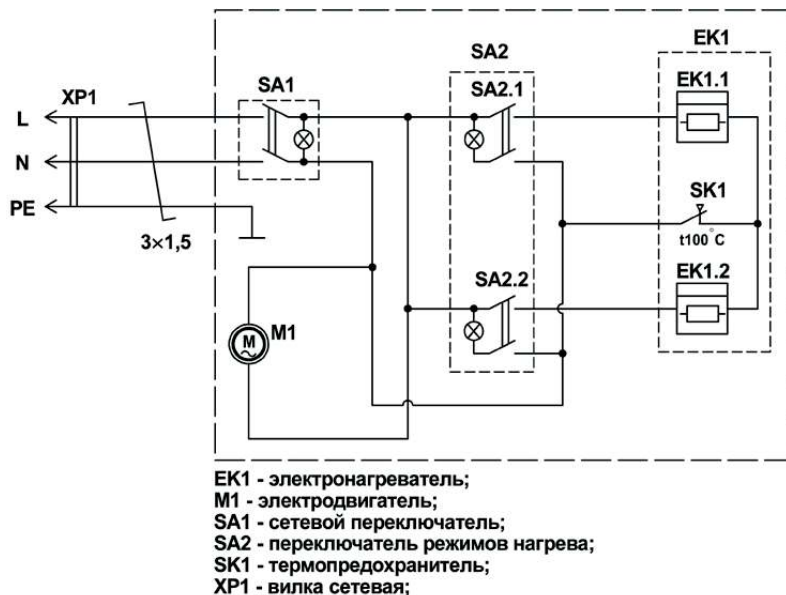 EK1
SA2
EK1.1
SA1
SA2.1
XP1
L
N
SK1
PE
t100°C
3×1,5
SA2.2
EK1.2
M1
M
EK1 - электронагреватель;
M1 - электродвигатель;
SA1 - сетевой переключатель;
SA2 - переключатель режимов нагрева;
SK1 - термопредохранитель;
XP1 - вилка сетевая;